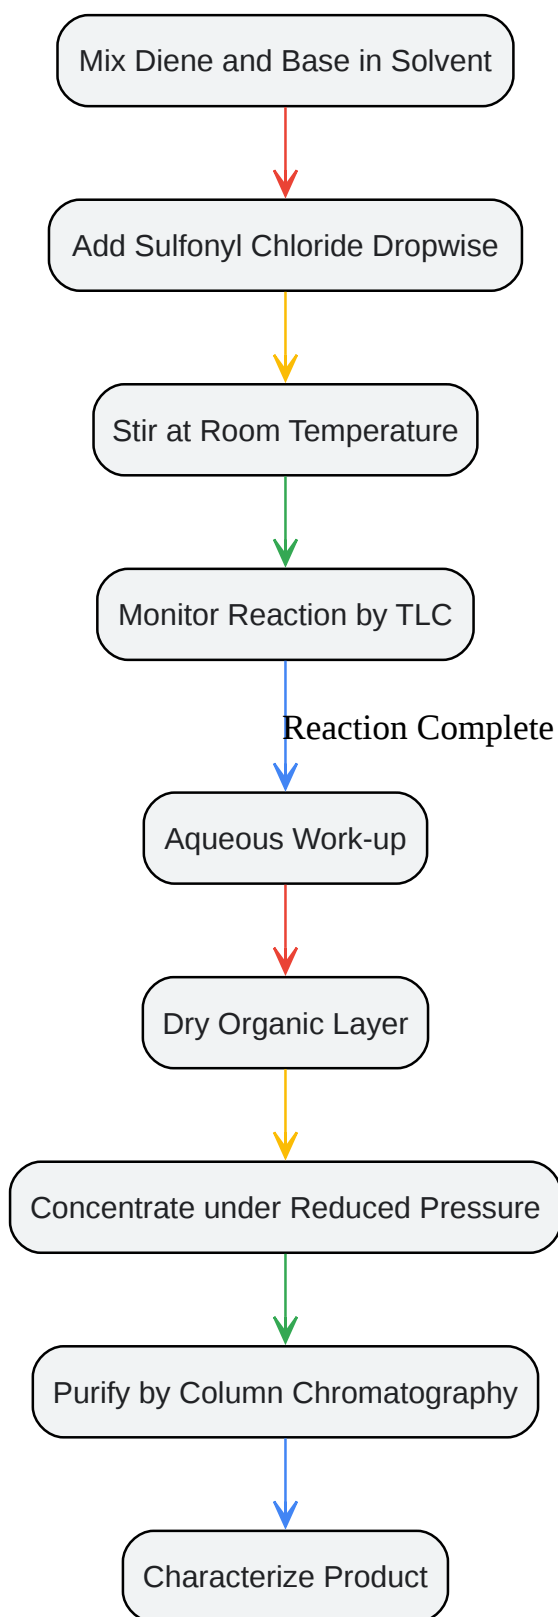 Mix Diene and Base in Solvent
Add Sulfonyl Chloride Dropwise
Stir at Room Temperature
Monitor Reaction by TLC
Reaction Complete
Aqueous Work-up
Dry Organic Layer
Concentrate under Reduced Pressure
Purify by Column Chromatography
Characterize Product